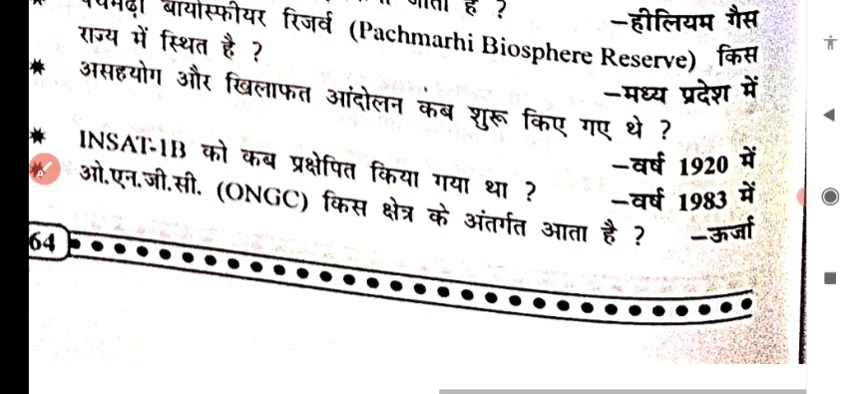 जाता है ?
–हीलियम गैस
पचमढ़ी बायोस्फीयर रिजर्व (Pachmarhi Biosphere Reserve) किस
राज्य में स्थित है ?
–मध्य प्रदेश में
* असहयोग और खिलाफत आंदोलन कब शुरू किए गए थे ?
–वर्ष 1920 में
* INSAT-1B को कब प्रक्षेपित किया गया था ?
–वर्ष 1983 में
* ओ.एन.जी.सी. (ONGC) किस क्षेत्र के अंतर्गत आता है ? –ऊर्जा
64